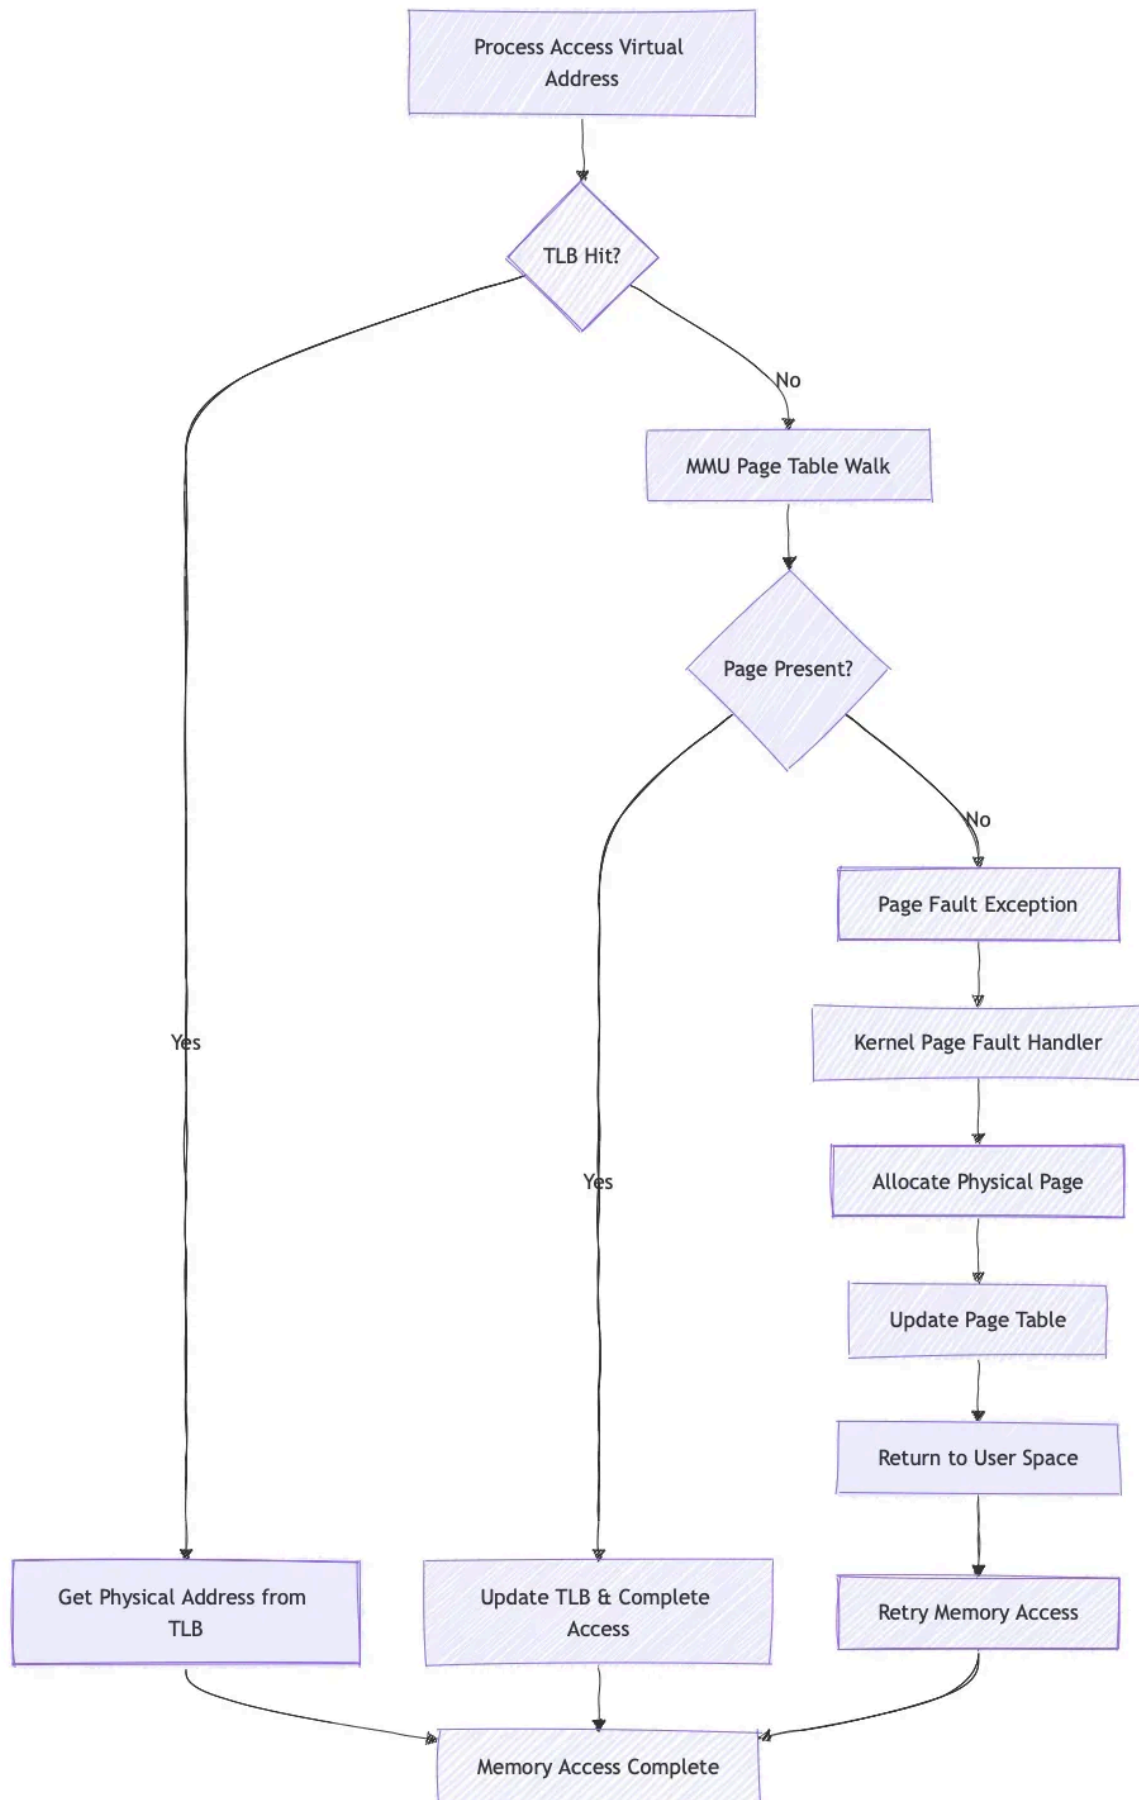 Process Access Virtual
Address
TLB Hit?
No
MMU Page Table Walk
Page Present?
No
Page Fault Exception
Yes
Kernel Page Fault Handler
Yes
Allocate Physical Page
Update Page Table
Return to User Space
Get Physical Address from
TLB
Update TLB & Complete
Access
Retry Memory Access
Memory Access Complete